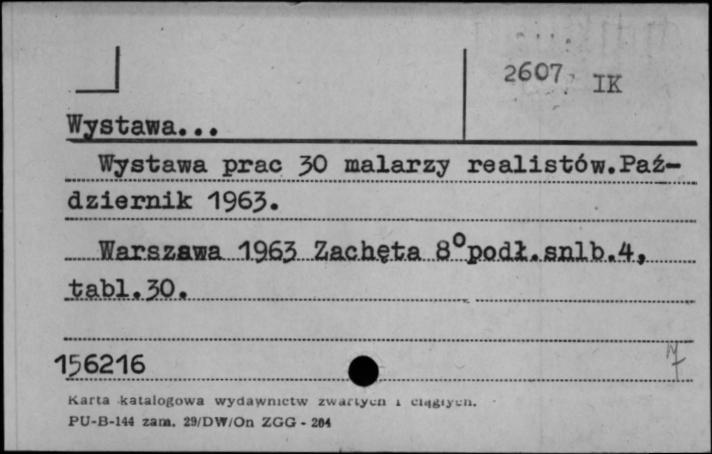 2607 IK
Wystawa...
Wystawa prac 30 malarzy realistów.Paź-
dziernik 1963.
Warszawa 1963 Zachęta 8°podł.snlb.4,
tabl.30.
156216
Karta katalogowa wydawnictw zwartych i ciągłych.
PU-B-144 zam. 29/DW/On ZGG - 204